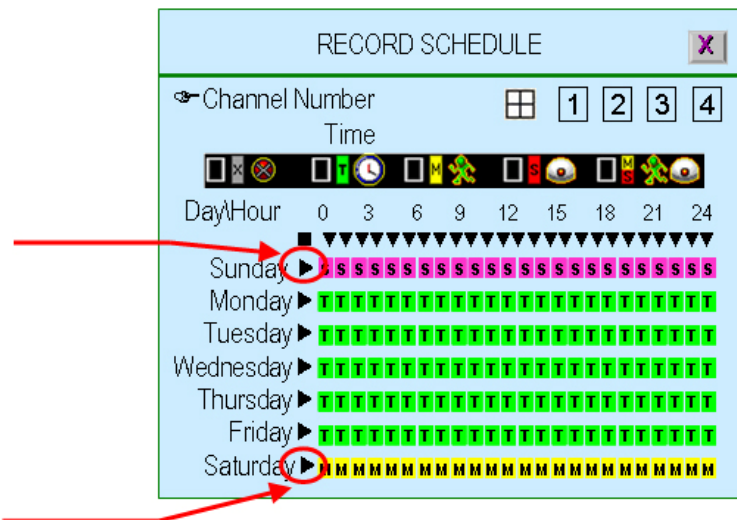 RECORD SCHEDULE X
Channel Number 1 2 3 4
Time
X T M S M S
Day\Hour 0 3 6 9 12 15 18 21 24
Sunday S S S S S S S S S S S S S S S S S S S S S S S S
Monday T T T T T T T T T T T T T T T T T T T T T T T T
Tuesday T T T T T T T T T T T T T T T T T T T T T T T T
Wednesday T T T T T T T T T T T T T T T T T T T T T T T T
Thursday T T T T T T T T T T T T T T T T T T T T T T T T
Friday T T T T T T T T T T T T T T T T T T T T T T T T
Saturday M M M M M M M M M M M M M M M M M M M M M M M M